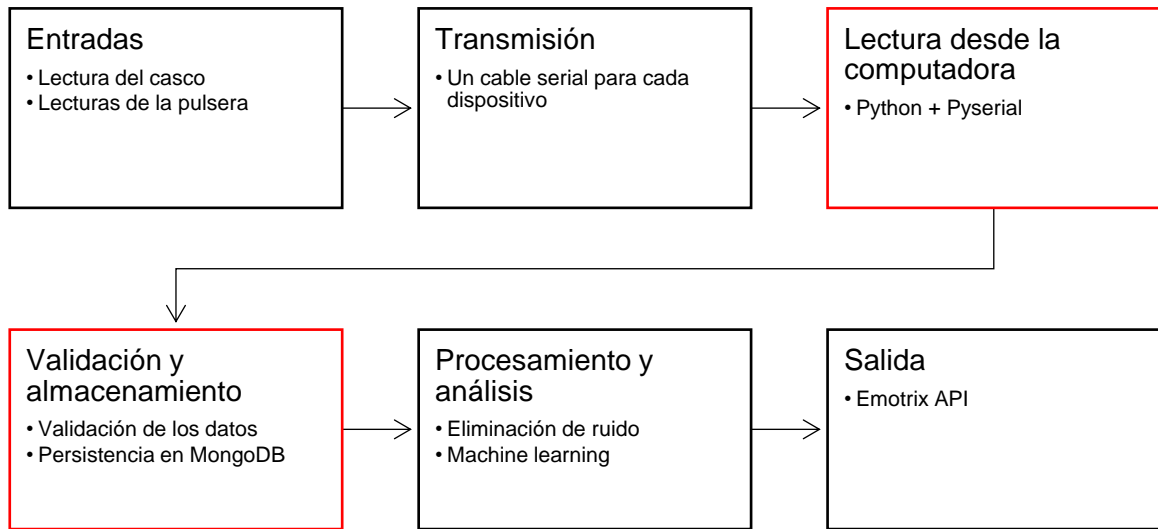 Entradas
• Lectura del casco
• Lecturas de la pulsera
Transmisión
• Un cable serial para cada
dispositivo
Lectura desde la
computadora
• Python + Pyserial
Validación y
almacenamiento
• Validación de los datos
• Persistencia en MongoDB
Procesamiento y
análisis
• Eliminación de ruido
• Machine learning
Salida
• Emotrix API